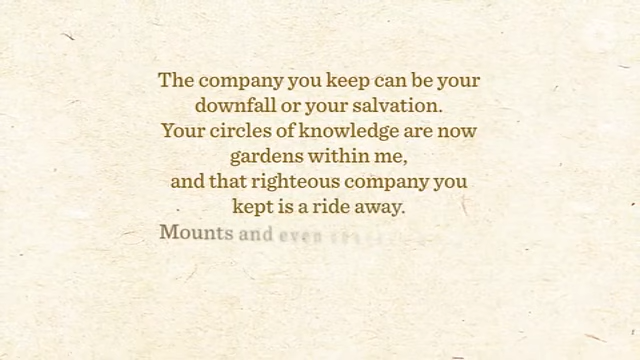 The company you keep can be your
downfall or your salvation.
Your circles of knowledge are now
gardens within me,
and that righteous company you
kept is a ride away.
Mounts and even